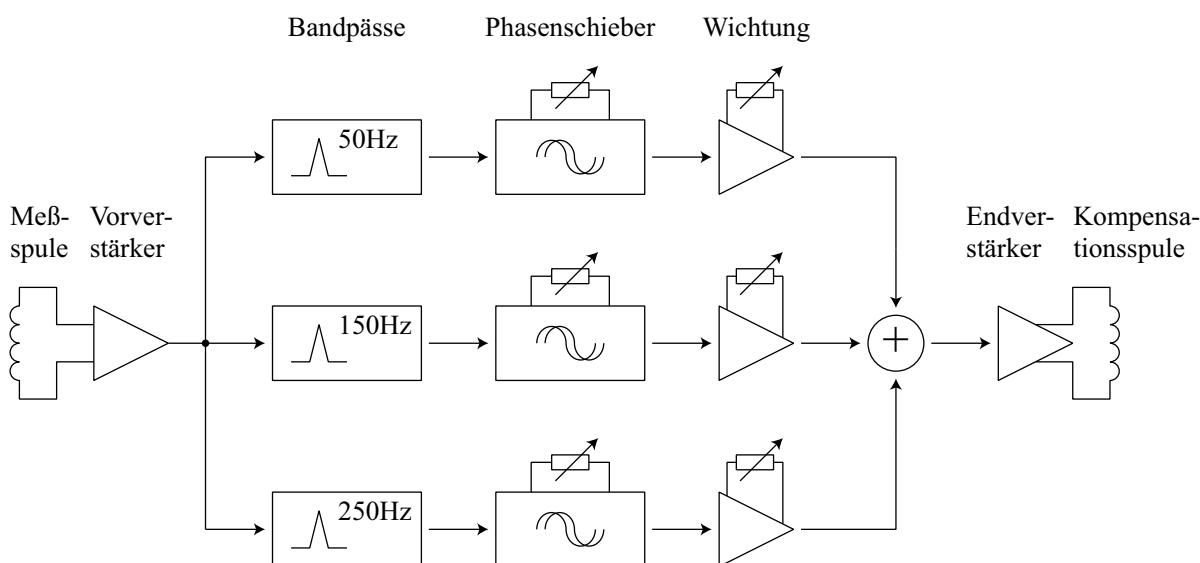 Bandpässe
Phasenschieber
Wichtung
50Hz
Meß-
spule
Vorver-
stärker
Endver-
stärker
Kompensa-
tionsspule
150Hz
+
250Hz